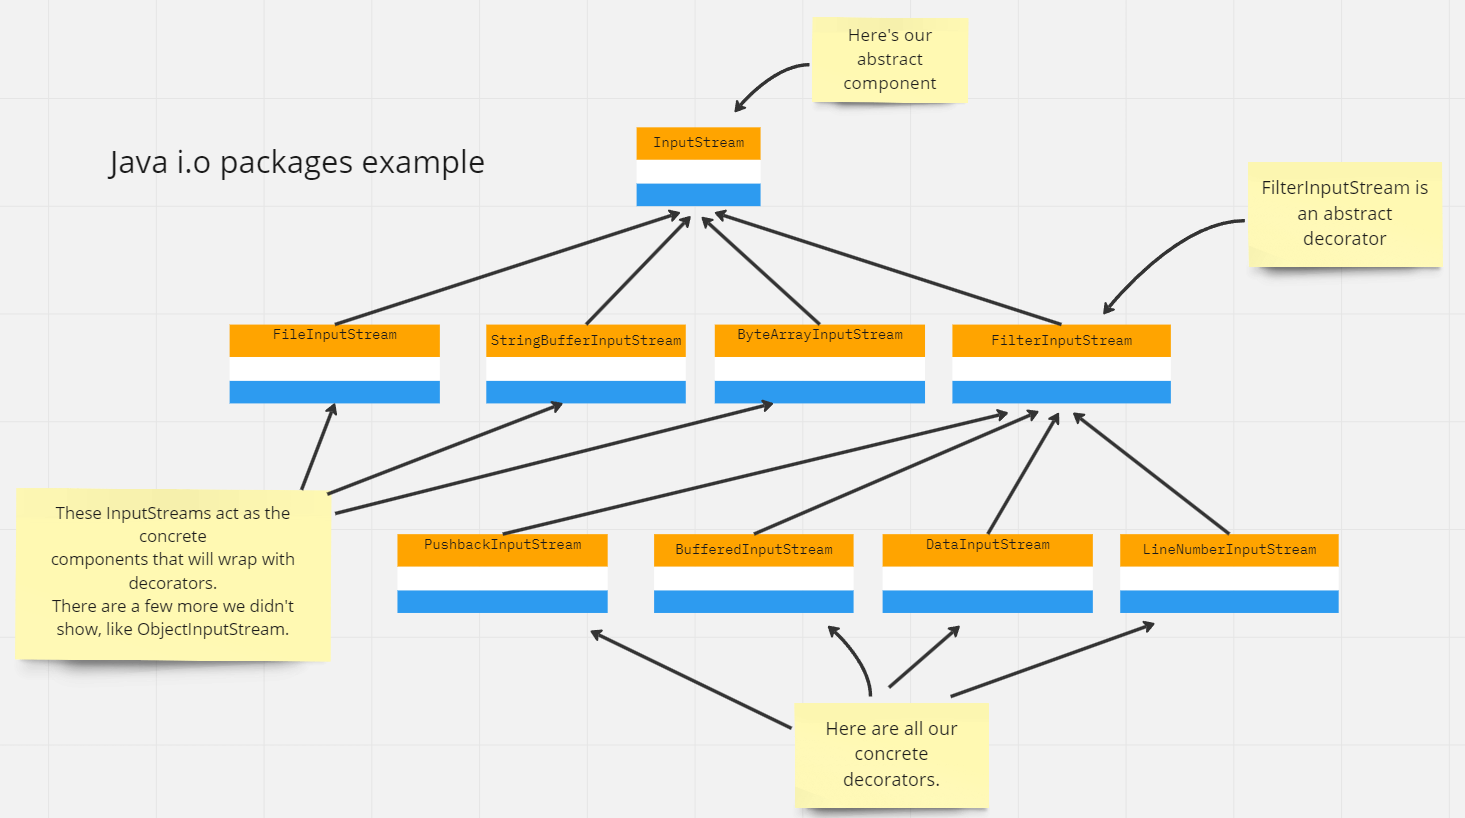 Here's our
abstract
component
InputStream
Java i.o packages example
FilterInputStream is
an abstract
decorator
FileInputStream
StringBufferInputStream
ByteArrayInputStream
FilterInputStream
These InputStreams act as the
concrete
components that will wrap with
decorators.
There are a few more we didn't
show, like ObjectInputStream.
PushbackInputStream
BufferedInputStream
DataInputStream
LineNumberInputStream
Here are all our
concrete
decorators.